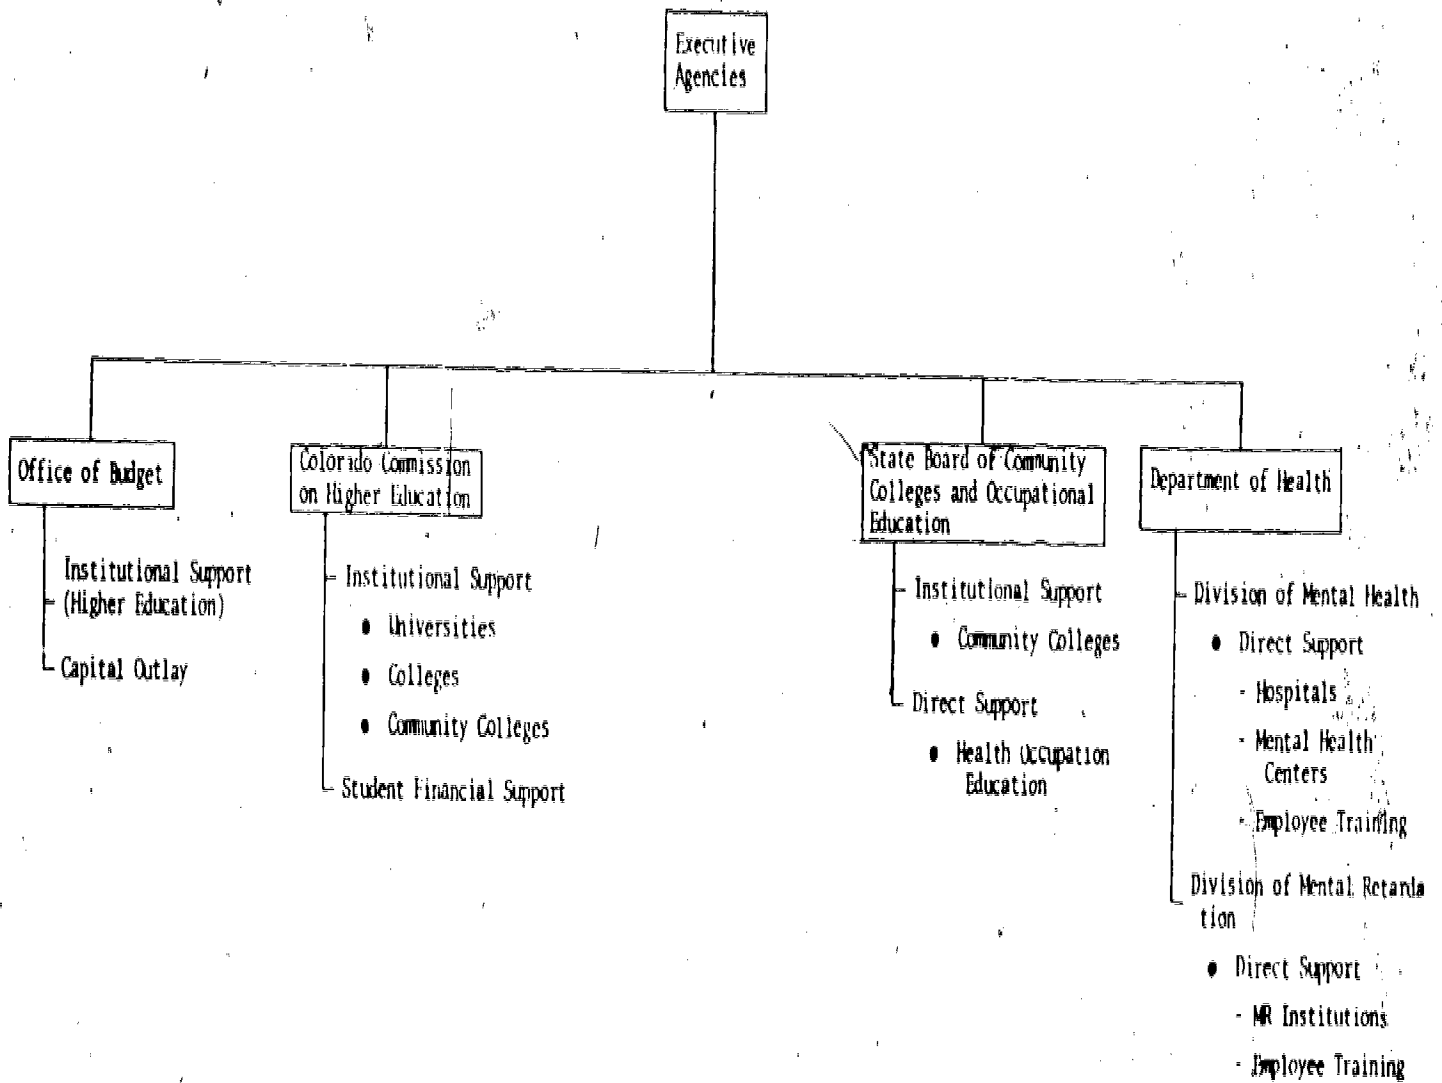 Executive
Agencies
Office of Budget
Institutional Support
(Higher Education)
Capital Outlay
Colorado Commission
on Higher Education
Institutional Support
● Universities
● Colleges
● Community Colleges
Student Financial Support
State Board of Community
Colleges and Occupational
Education
Institutional Support
● Community Colleges
Direct Support
● Health Occupation
Education
Department of Health
Division of Mental Health
● Direct Support
- Hospitals
- Mental Health
Centers
- Employee Training
Division of Mental Retarda
tion
● Direct Support
- MR Institutions
- Employee Training